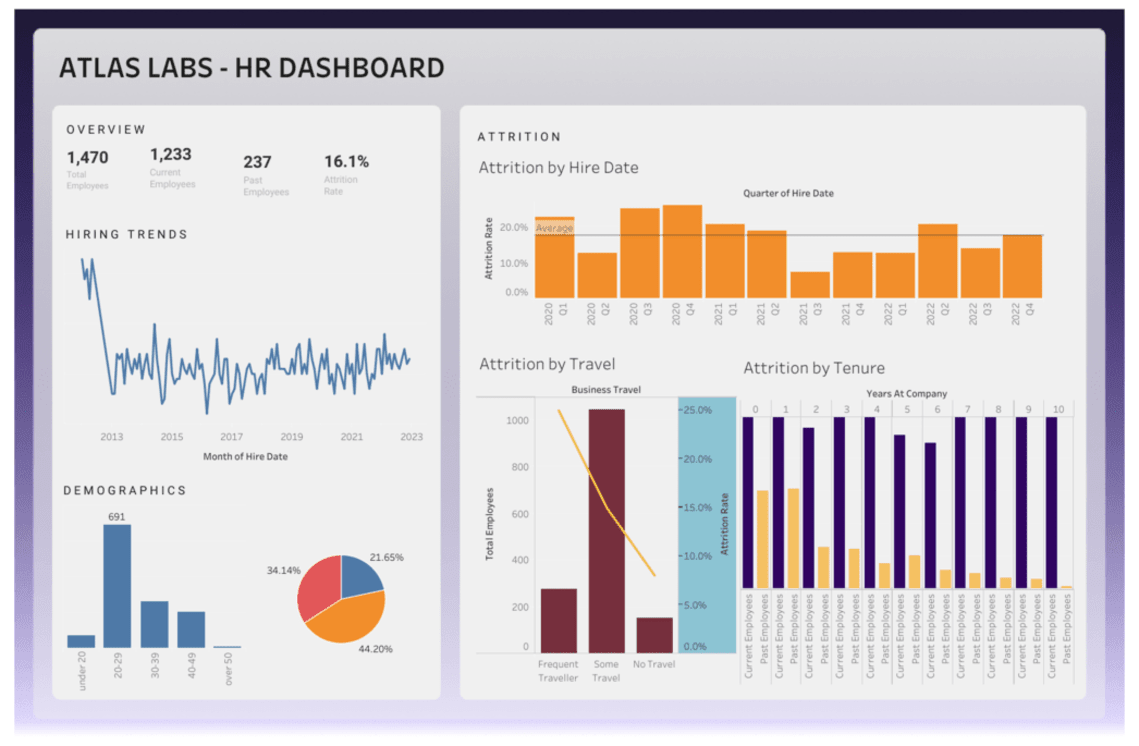 ATLAS LABS - HR DASHBOARD
OVERVIEW
1,470
Total
Employees
1,233
Current
Employees
237
Past
Employees
16.1%
Attrition
Rate
HIRING TRENDS
2013 2015 2017 2019 2021 2023
Month of Hire Date
DEMOGRAPHICS
691
under 20
20-29
30-39
40-49
over 50
21.65%
34.14%
44.20%
ATTRITION
Attrition by Hire Date
Quarter of Hire Date
Attrition Rate
20.0%
10.0%
0.0%
Average
2020 Q1
2020 Q2
2020 Q3
2020 Q4
2021 Q1
2021 Q2
2021 Q3
2021 Q4
2022 Q1
2022 Q2
2022 Q3
2022 Q4
Attrition by Travel
Business Travel
Total Employees
1000
800
600
400
200
0
25.0%
20.0%
15.0%
10.0%
5.0%
0.0%
Attrition Rate
Frequent
Traveller
Some
Travel
No Travel
Attrition by Tenure
Years At Company
0 1 2 3 4 5 6 7 8 9 10
Current Employees
Past Employees
Current Employees
Past Employees
Current Employees
Past Employees
Current Employees
Past Employees
Current Employees
Past Employees
Current Employees
Past Employees
Current Employees
Past Employees
Current Employees
Past Employees
Current Employees
Past Employees
Current Employees
Past Employees
Current Employees
Past Employees